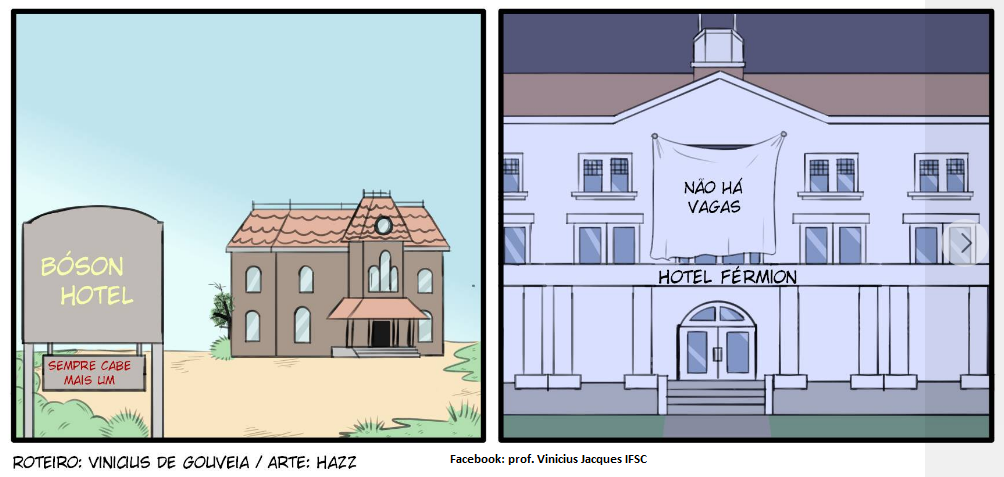 BÓSON
HOTEL
SEMPRE CABE
MAIS UM
NÃO HÁ
VAGAS
HOTEL FÉRMION
ROTEIRO: VINICIUS DE GOUVEIA / ARTE: HAZZ
Facebook: prof. Vinicius Jacques IFSC